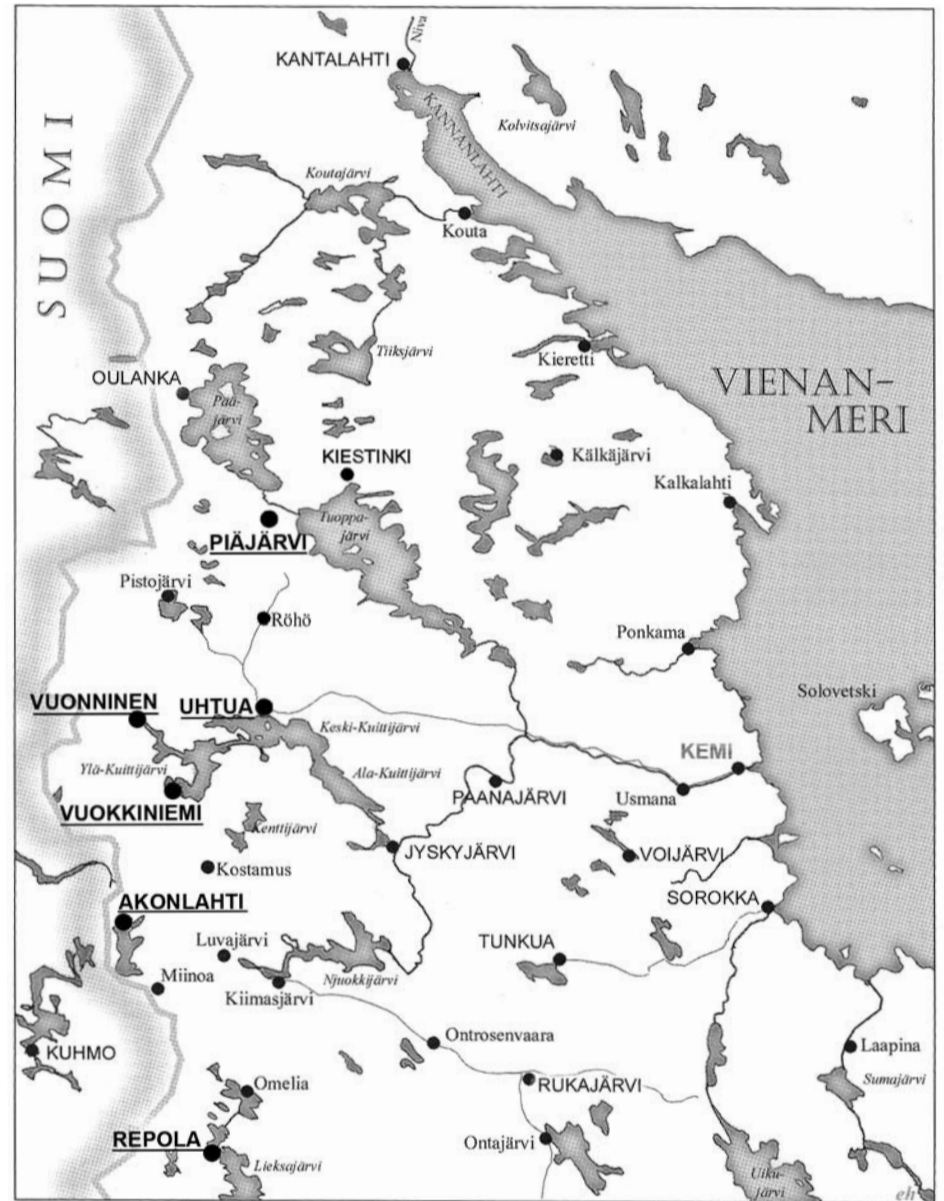 Niva
KANTALAHTI
KANNANLAHTI
Kolvitsajärvi
SUOMI
Koutajärvi
Kouta
Tiiksjärvi
Kieretti
OULANKA
Pää-
järvi
VIENAN-
MERI
KIESTINKI
Kälkäjärvi
Kalkalahti
Tuoppa-
järvi
PIÄJÄRVI
Pistojärvi
Röhö
Ponkama
Solovetski
VUONNINEN
UHTUA
Keski-Kuittijärvi
Ylä-Kuittijärvi
Ala-Kuittijärvi
KEMI
PAANAJÄRVI
Usmana
VUOKKINIEMI
Kenttijärvi
JYSKYJÄRVI
VOIJÄRVI
Kostamus
SOROKKA
AKONLAHTI
Luvajärvi
TUNKUA
Miinoa
Njuokkijärvi
Kiimasjärvi
Ontrosenvaara
KUHMO
Laapina
RUKAJÄRVI
Omelia
Sumajärvi
REPOLA
Ontajärvi
Lieksajärvi
Uiku-
järvi
eh